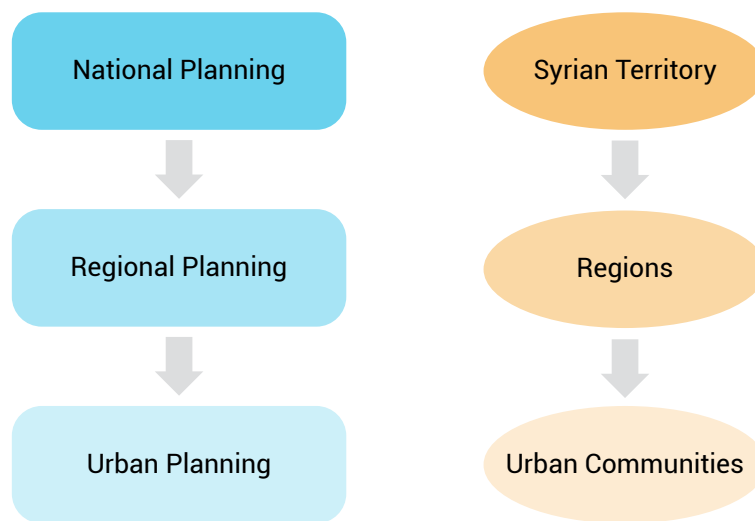 National Planning
Syrian Territory
Regional Planning
Regions
Urban Planning
Urban Communities